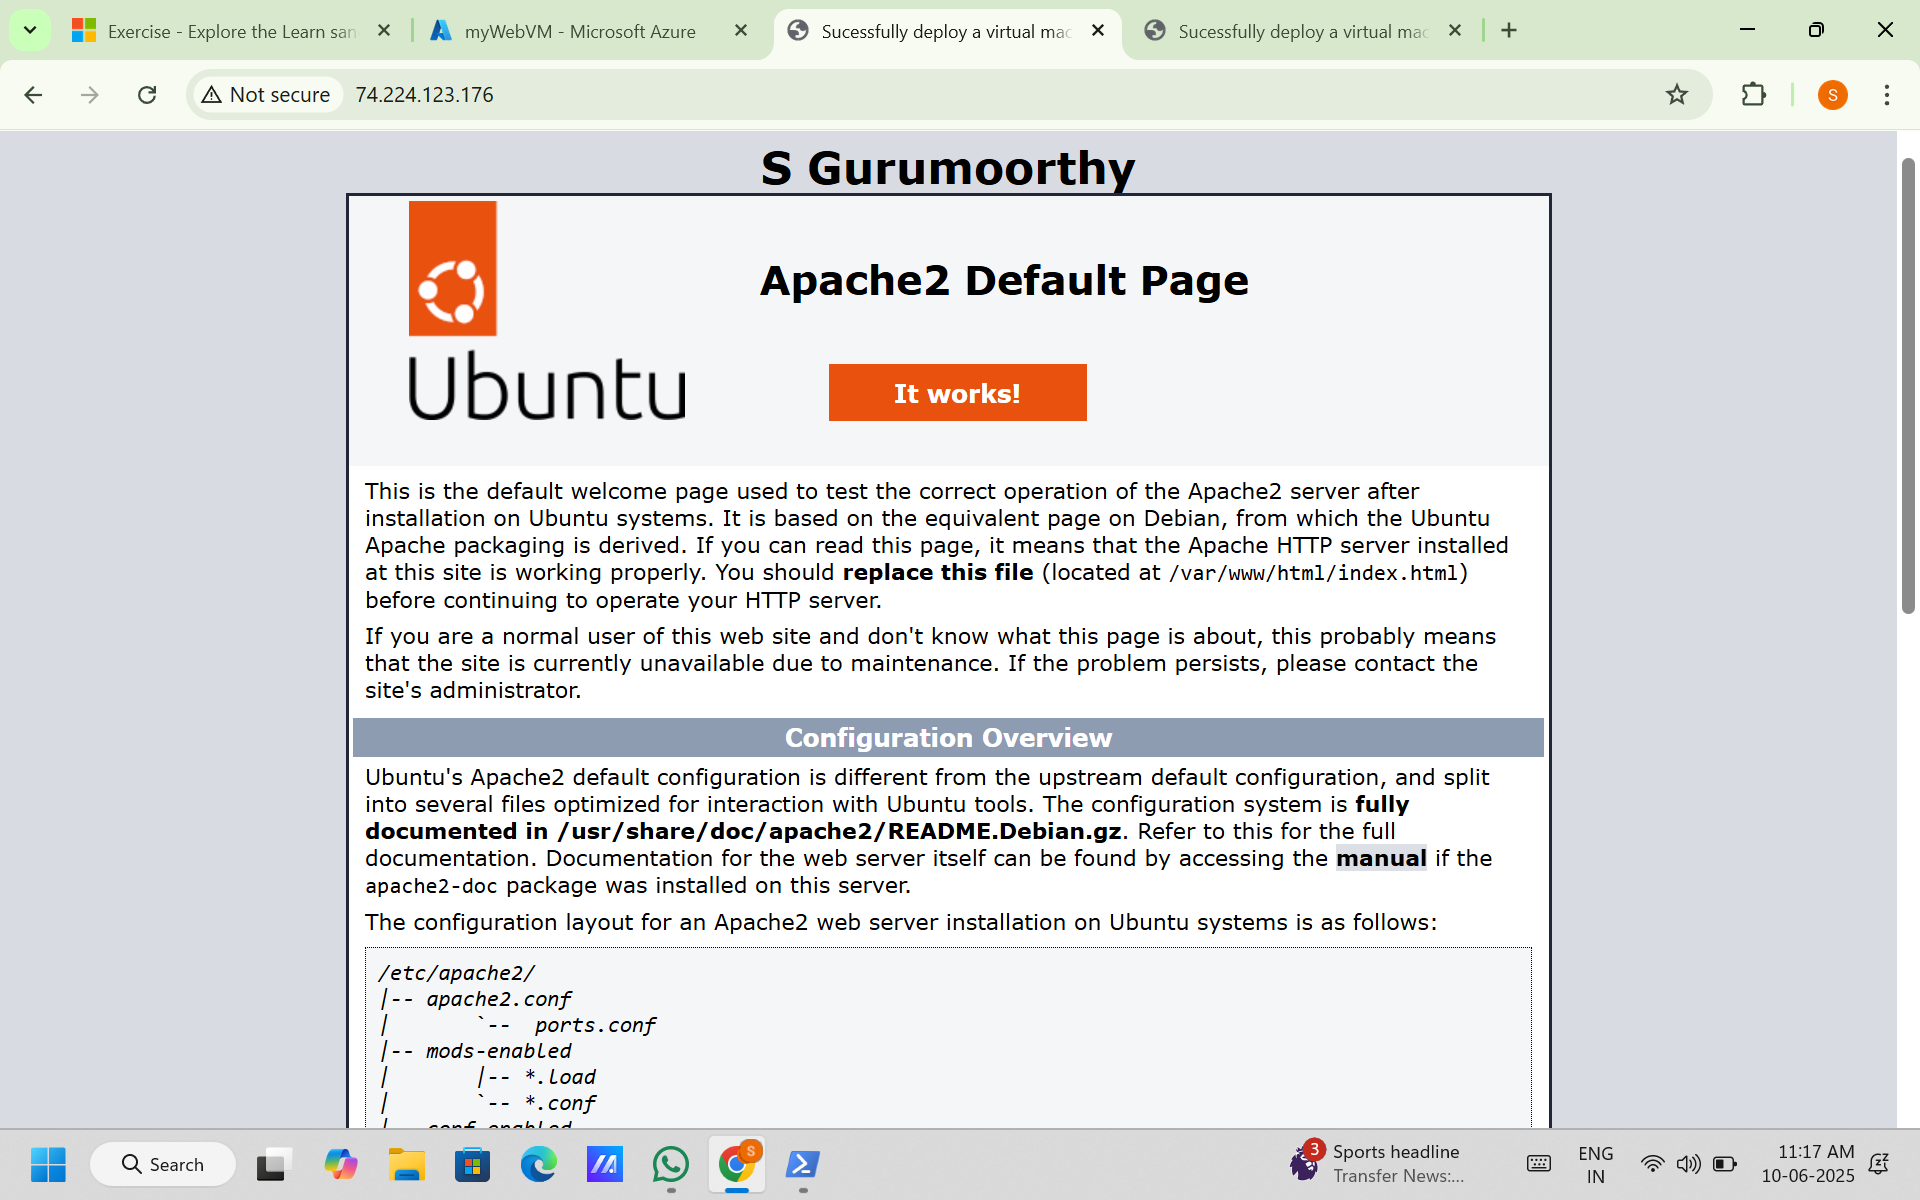 Exercise - Explore the Learn san
myWebVM - Microsoft Azure
Sucessfully deploy a virtual mac
Sucessfully deploy a virtual mac
Not secure
74.224.123.176
S
S Gurumoorthy
Ubuntu
Apache2 Default Page
It works!
This is the default welcome page used to test the correct operation of the Apache2 server after
installation on Ubuntu systems. It is based on the equivalent page on Debian, from which the Ubuntu
Apache packaging is derived. If you can read this page, it means that the Apache HTTP server installed
at this site is working properly. You should replace this file (located at /var/www/html/index.html)
before continuing to operate your HTTP server.
If you are a normal user of this web site and don't know what this page is about, this probably means
that the site is currently unavailable due to maintenance. If the problem persists, please contact the
site's administrator.
Configuration Overview
Ubuntu's Apache2 default configuration is different from the upstream default configuration, and split
into several files optimized for interaction with Ubuntu tools. The configuration system is fully
documented in /usr/share/doc/apache2/README.Debian.gz. Refer to this for the full
documentation. Documentation for the web server itself can be found by accessing the manual if the
apache2-doc package was installed on this server.
The configuration layout for an Apache2 web server installation on Ubuntu systems is as follows:
/etc/apache2/
|-- apache2.conf
|       `--  ports.conf
|-- mods-enabled
|       |-- *.load
|       `-- *.conf
|-- conf-enabled
Search
S
3
Sports headline
Transfer News:...
ENG
IN
11:17 AM
10-06-2025